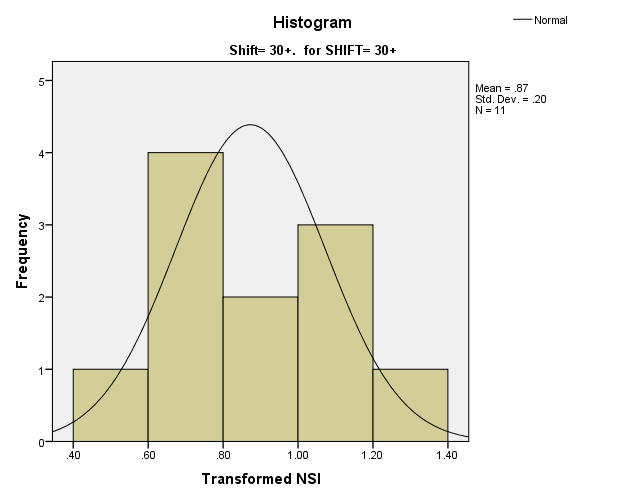 Histogram
Normal
Shift= 30+. for SHIFT= 30+
Mean = .87
Std. Dev. = .20
N = 11
Frequency
5
4
3
2
1
0
.40 .60 .80 1.00 1.20 1.40
Transformed NSI